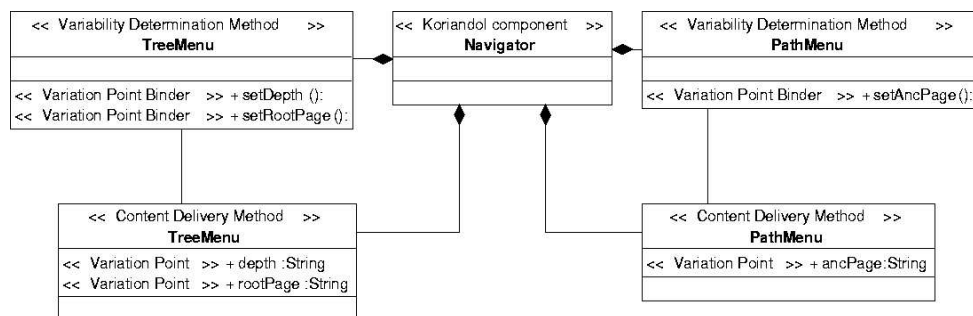 << Variability Determination Method >>
TreeMenu
<< Variation Point Binder >> + setDepth ():
<< Variation Point Binder >> + setRootPage():
<< Koriandol component >>
Navigator
<< Variability Determination Method >>
PathMenu
<< Variation Point Binder >> + setAncPage():
<< Content Delivery Method >>
TreeMenu
<< Variation Point >> + depth :String
<< Variation Point >> + rootPage :String
<< Content Delivery Method >>
PathMenu
<< Variation Point >> + ancPage:String